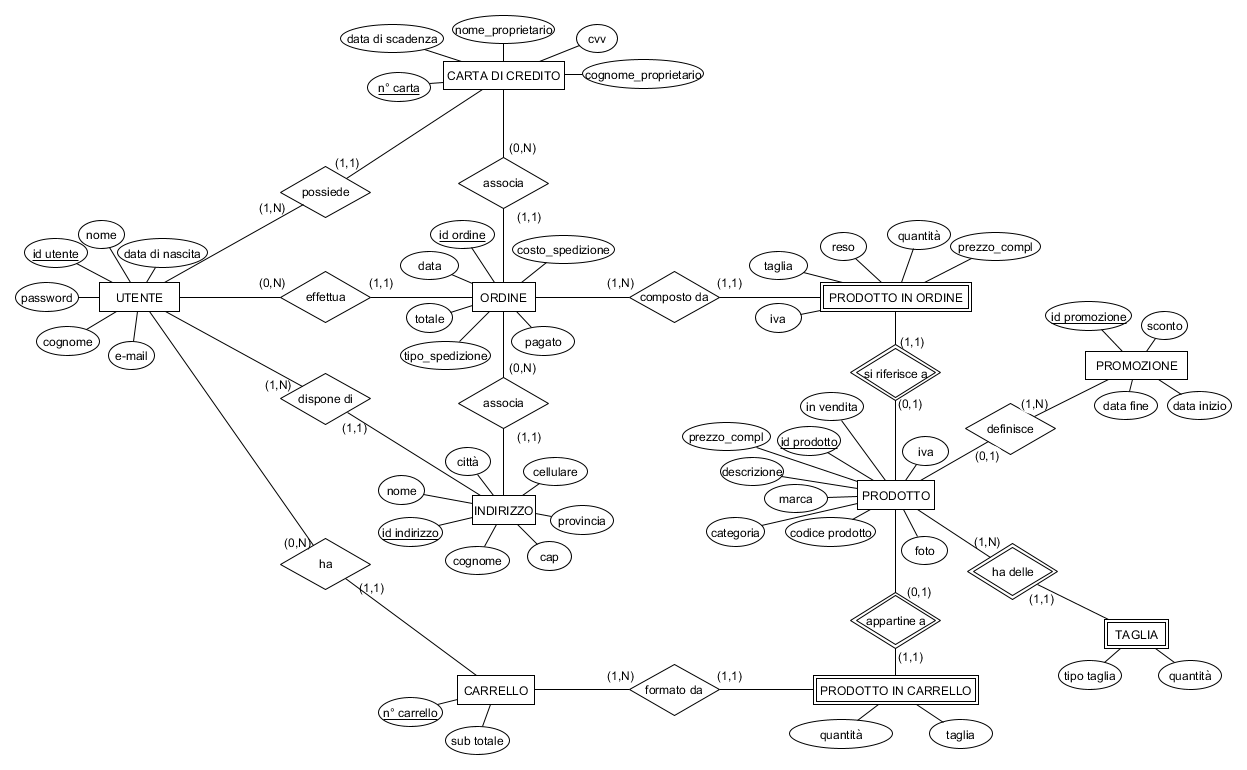 nome_proprietario
data di scadenza
cvv
CARTA DI CREDITO
cognome_proprietario
n° carta
(0,N)
(1,1)
possiede
associa
(1,N)
(1,1)
nome
id utente
data di nascita
id ordine
costo_spedizione
data
quantità
reso
prezzo_compl
taglia
password
UTENTE
(0,N)
effettua
(1,1)
ORDINE
(1,N)
composto da
(1,1)
PRODOTTO IN ORDINE
iva
cognome
e-mail
totale
tipo_spedizione
pagato
id promozione
sconto
PROMOZIONE
data fine
data inizio
(1,1)
si riferisce a
(0,1)
(0,N)
associa
(1,1)
(1,N)
dispone di
(1,1)
(1,N)
definisce
(0,1)
in vendita
prezzo_compl
id prodotto
iva
descrizione
marca
PRODOTTO
categoria
codice prodotto
foto
città
cellulare
nome
INDIRIZZO
provincia
id indirizzo
cognome
cap
(1,N)
ha delle
(1,1)
TAGLIA
tipo taglia
quantità
(0,N)
ha
(1,1)
(0,1)
appartine a
(1,1)
CARRELLO
(1,N)
formato da
(1,1)
PRODOTTO IN CARRELLO
n° carrello
sub totale
quantità
taglia